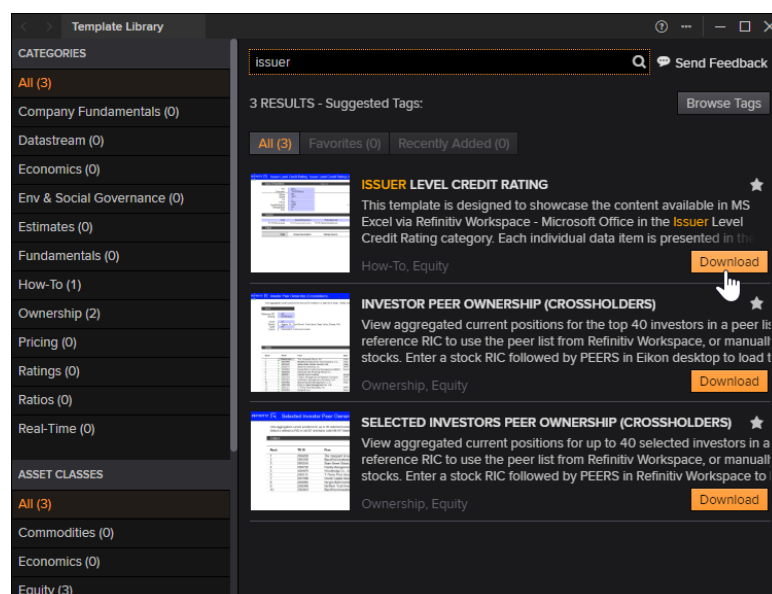 Template Library
CATEGORIES
All (3)
Company Fundamentals (0)
Datastream (0)
Economics (0)
Env & Social Governance (0)
Estimates (0)
Fundamentals (0)
How-To (1)
Ownership (2)
Pricing (0)
Ratings (0)
Ratios (0)
Real-Time (0)
ASSET CLASSES
All (3)
Commodities (0)
Economics (0)
Equity (3)
issuer
Send Feedback
3 RESULTS - Suggested Tags:
Browse Tags
All (3) Favorites (0) Recently Added (0)
ISSUER LEVEL CREDIT RATING
This template is designed to showcase the content available in MS
Excel via Refinitiv Workspace - Microsoft Office in the Issuer Level
Credit Rating category. Each individual data item is presented in the
How-To, Equity
Download
INVESTOR PEER OWNERSHIP (CROSSHOLDERS)
View aggregated current positions for the top 40 investors in a peer lis
reference RIC to use the peer list from Refinitiv Workspace, or manuall
stocks. Enter a stock RIC followed by PEERS in Eikon desktop to load t
Ownership, Equity
Download
SELECTED INVESTORS PEER OWNERSHIP (CROSSHOLDERS)
View aggregated current positions for up to 40 selected investors in a
reference RIC to use the peer list from Refinitiv Workspace, or manuall
stocks. Enter a stock RIC followed by PEERS in Refinitiv Workspace to
Ownership, Equity
Download